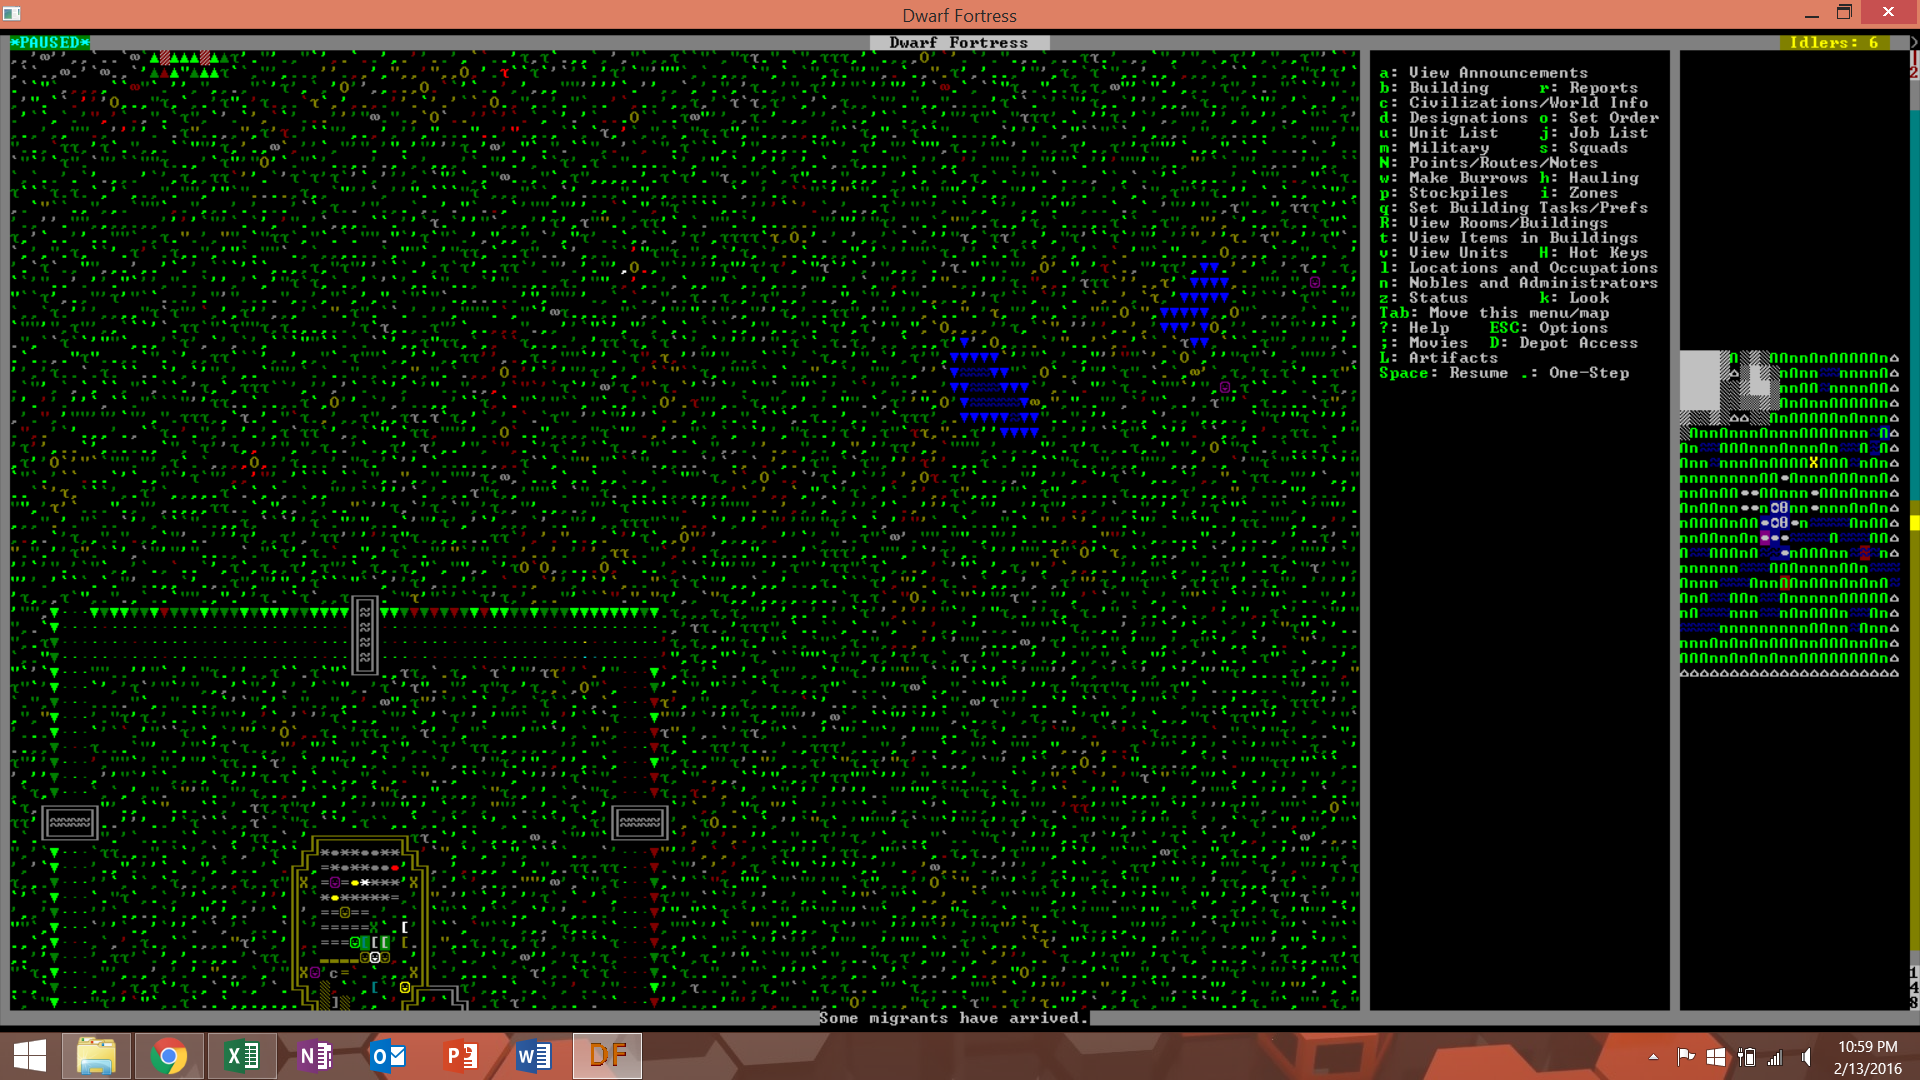 Dwarf Fortress
*PAUSED*
Dwarf Fortress
Idlers: 6
a: View Announcements
b: Building r: Reports
c: Civilizations/World Info
d: Designations o: Set Order
u: Unit List j: Job List
m: Military s: Squads
N: Points/Routes/Notes
w: Make Burrows h: Hauling
p: Stockpiles i: Zones
q: Set Building Tasks/Prefs
R: View Rooms/Buildings
t: View Items in Buildings
v: View Units H: Hot Keys
l: Locations and Occupations
n: Nobles and Administrators
z: Status k: Look
Tab: Move this menu/map
?: Help ESC: Options
;: Movies D: Depot Access
L: Artifacts
Space: Resume .: One-Step
Some migrants have arrived.
DF
10:59 PM
2/13/2016